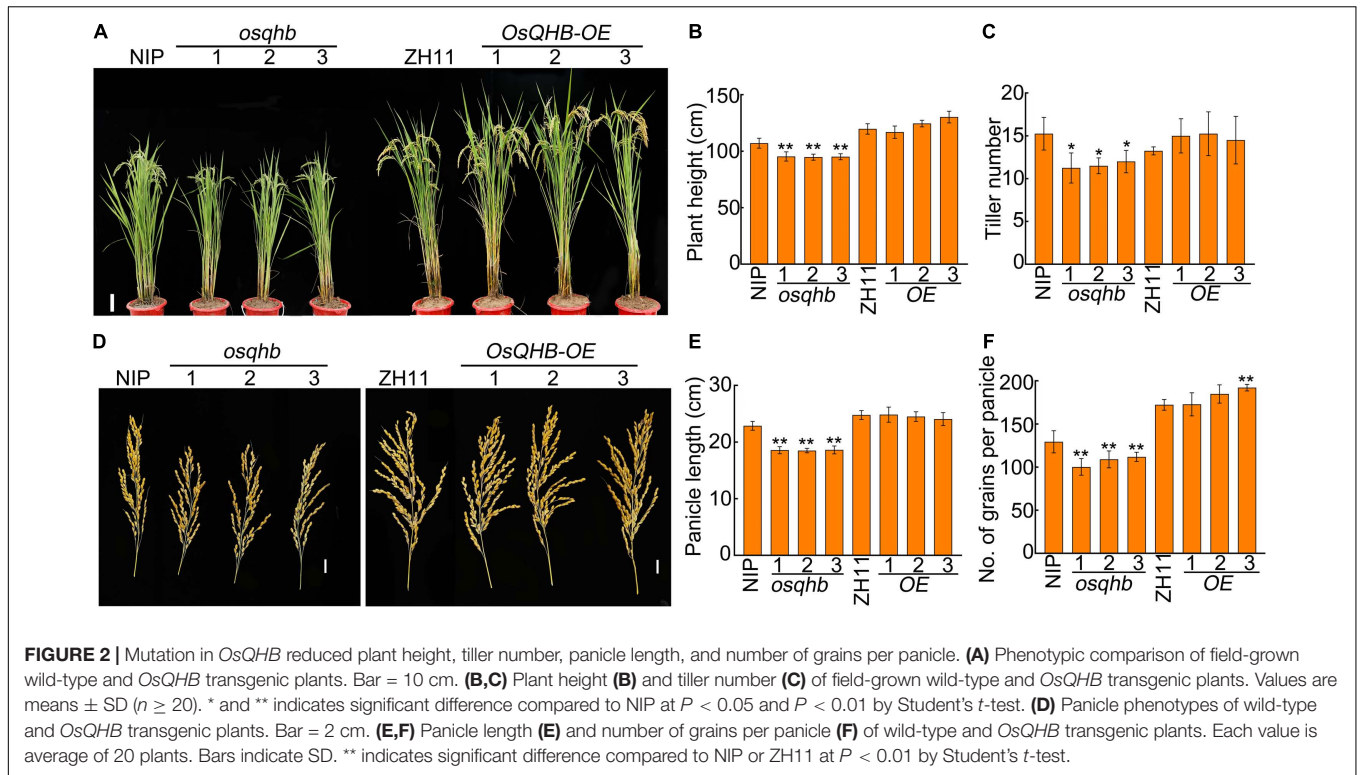 A
osqhb
OsQHB-OE
NIP 1 2 3 ZH11 1 2 3
B
Plant height (cm)
150
100
50
0
** ** **
NIP 1 2 3 ZH11 1 2 3
osqhb OE
C
Tiller number
20
15
10
5
0
* * *
NIP 1 2 3 ZH11 1 2 3
osqhb OE
D
osqhb
OsQHB-OE
NIP 1 2 3 ZH11 1 2 3
E
Panicle length (cm)
30
20
10
0
** ** **
NIP 1 2 3 ZH11 1 2 3
osqhb OE
F
No. of grains per panicle
200
150
100
50
0
** ** ** **
NIP 1 2 3 ZH11 1 2 3
osqhb OE
FIGURE 2 | Mutation in OsQHB reduced plant height, tiller number, panicle length, and number of grains per panicle. (A) Phenotypic comparison of field-grown
wild-type and OsQHB transgenic plants. Bar = 10 cm. (B,C) Plant height (B) and tiller number (C) of field-grown wild-type and OsQHB transgenic plants. Values are
means ± SD (n ≥ 20). * and ** indicates significant difference compared to NIP at P < 0.05 and P < 0.01 by Student's t-test. (D) Panicle phenotypes of wild-type
and OsQHB transgenic plants. Bar = 2 cm. (E,F) Panicle length (E) and number of grains per panicle (F) of wild-type and OsQHB transgenic plants. Each value is
average of 20 plants. Bars indicate SD. ** indicates significant difference compared to NIP or ZH11 at P < 0.01 by Student's t-test.